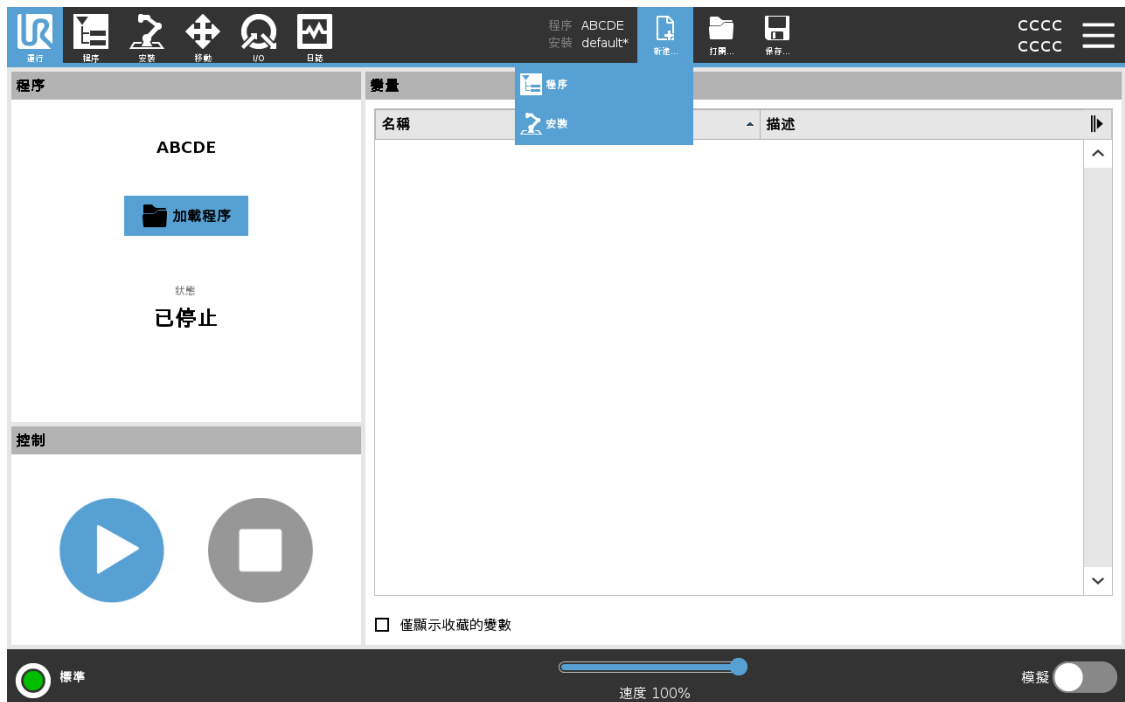 運行
程序
安裝
移動
I/O
日誌
程序 ABCDE
安裝 default*
新建...
打開...
保存...
CCCC
CCCC
程序
安裝
程序
變量
ABCDE
加載程序
狀態
已停止
名稱
描述
控制
僅顯示收藏的變數
標準
速度 100%
模擬